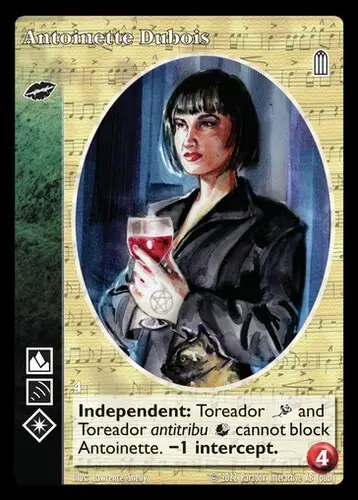 Antoinette Dubois
4
Independent: Toreador and
Toreador antitribu cannot block
Antoinette. −1 intercept.
4
Illus: Lawrence Snelly © 2022 Paradox Interactive AB (publ)